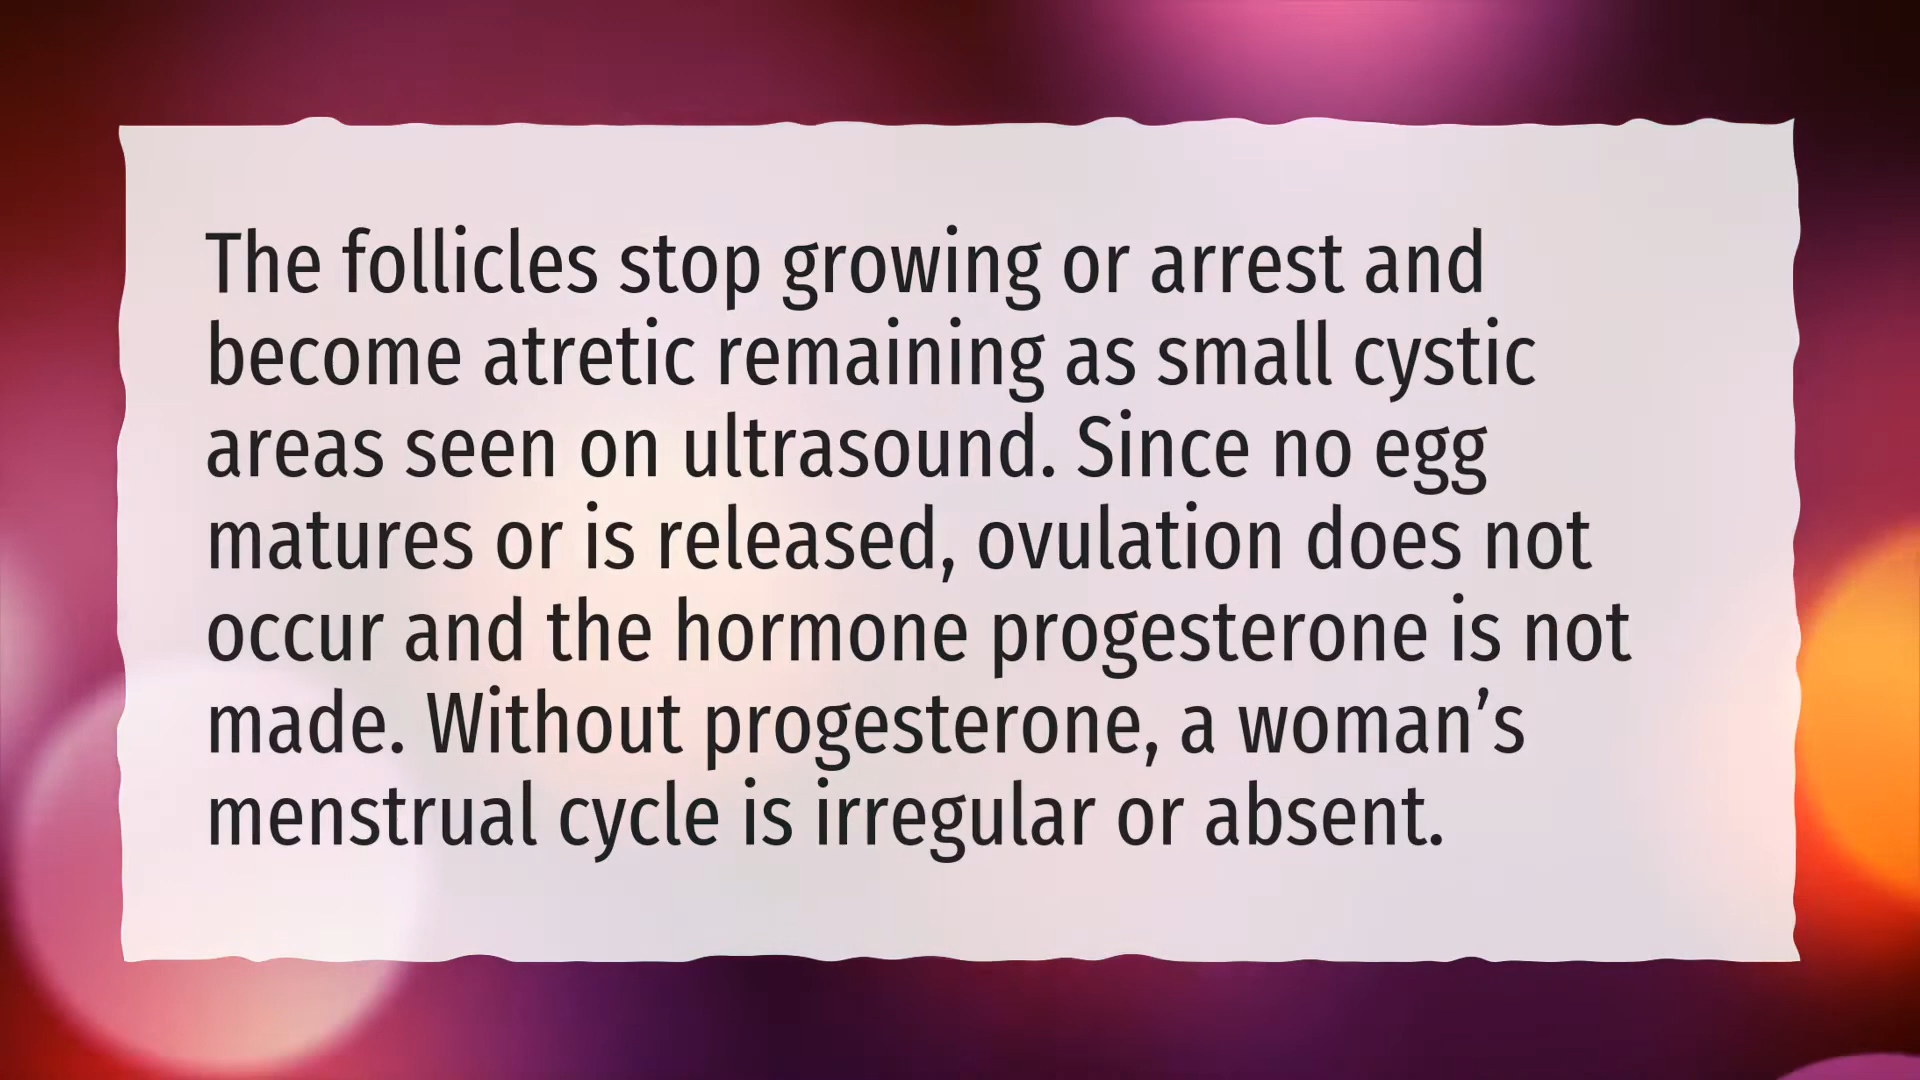 The follicles stop growing or arrest and
become atretic remaining as small cystic
areas seen on ultrasound. Since no egg
matures or is released, ovulation does not
occur and the hormone progesterone is not
made. Without progesterone, a woman’s
menstrual cycle is irregular or absent.